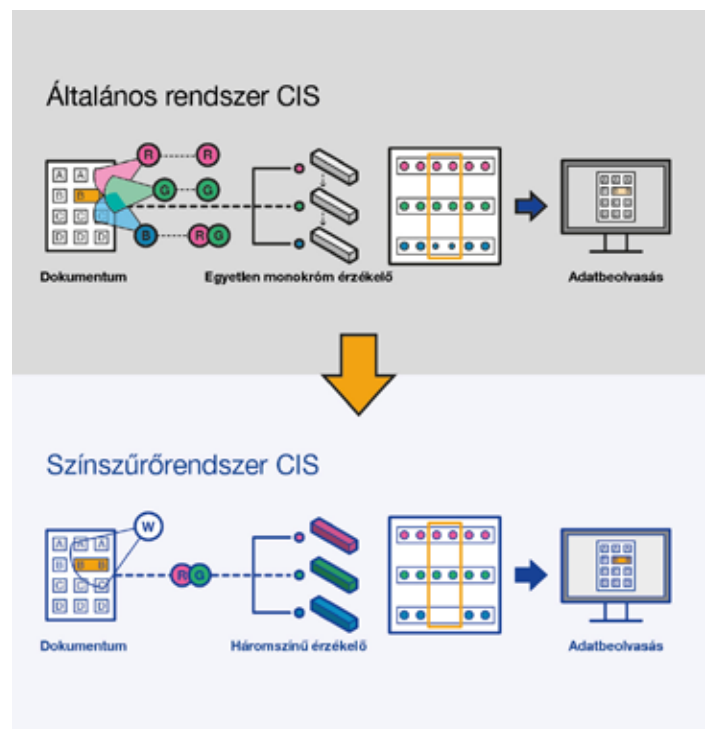 Általános rendszer CIS
R R
A A
B B
G G
C C C
D D D
B R G
Dokumentum Egyetlen monokróm érzékelő Adatbeolvasás
Színszűrőrendszer CIS
W
A A A
B B B
R G
C C C
D D D
Dokumentum Háromszínű érzékelő Adatbeolvasás